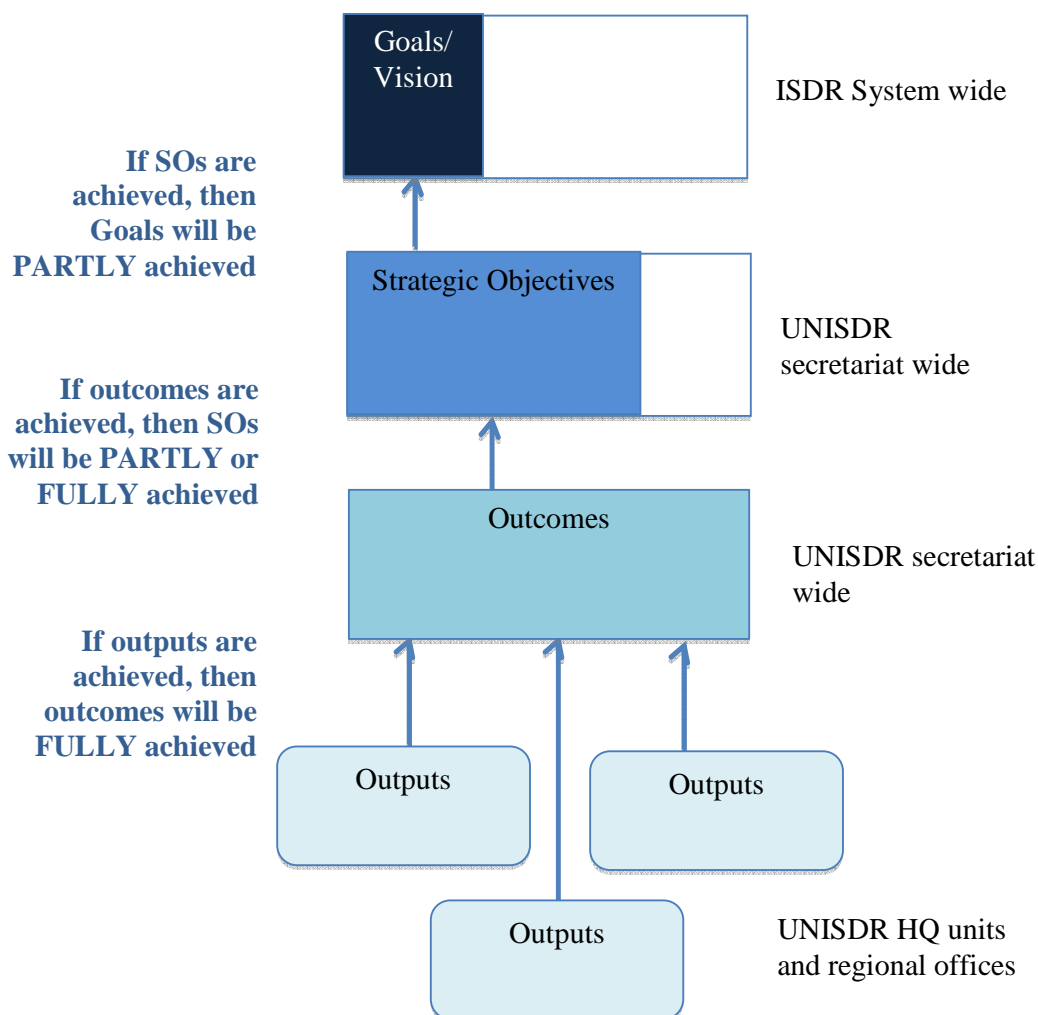 Goals/
Vision
ISDR System wide
If SOs are
achieved, then
Goals will be
PARTLY achieved
Strategic Objectives
UNISDR
secretariat wide
If outcomes are
achieved, then SOs
will be PARTLY or
FULLY achieved
Outcomes
UNISDR secretariat
wide
If outputs are
achieved, then
outcomes will be
FULLY achieved
Outputs
Outputs
Outputs
UNISDR HQ units
and regional offices